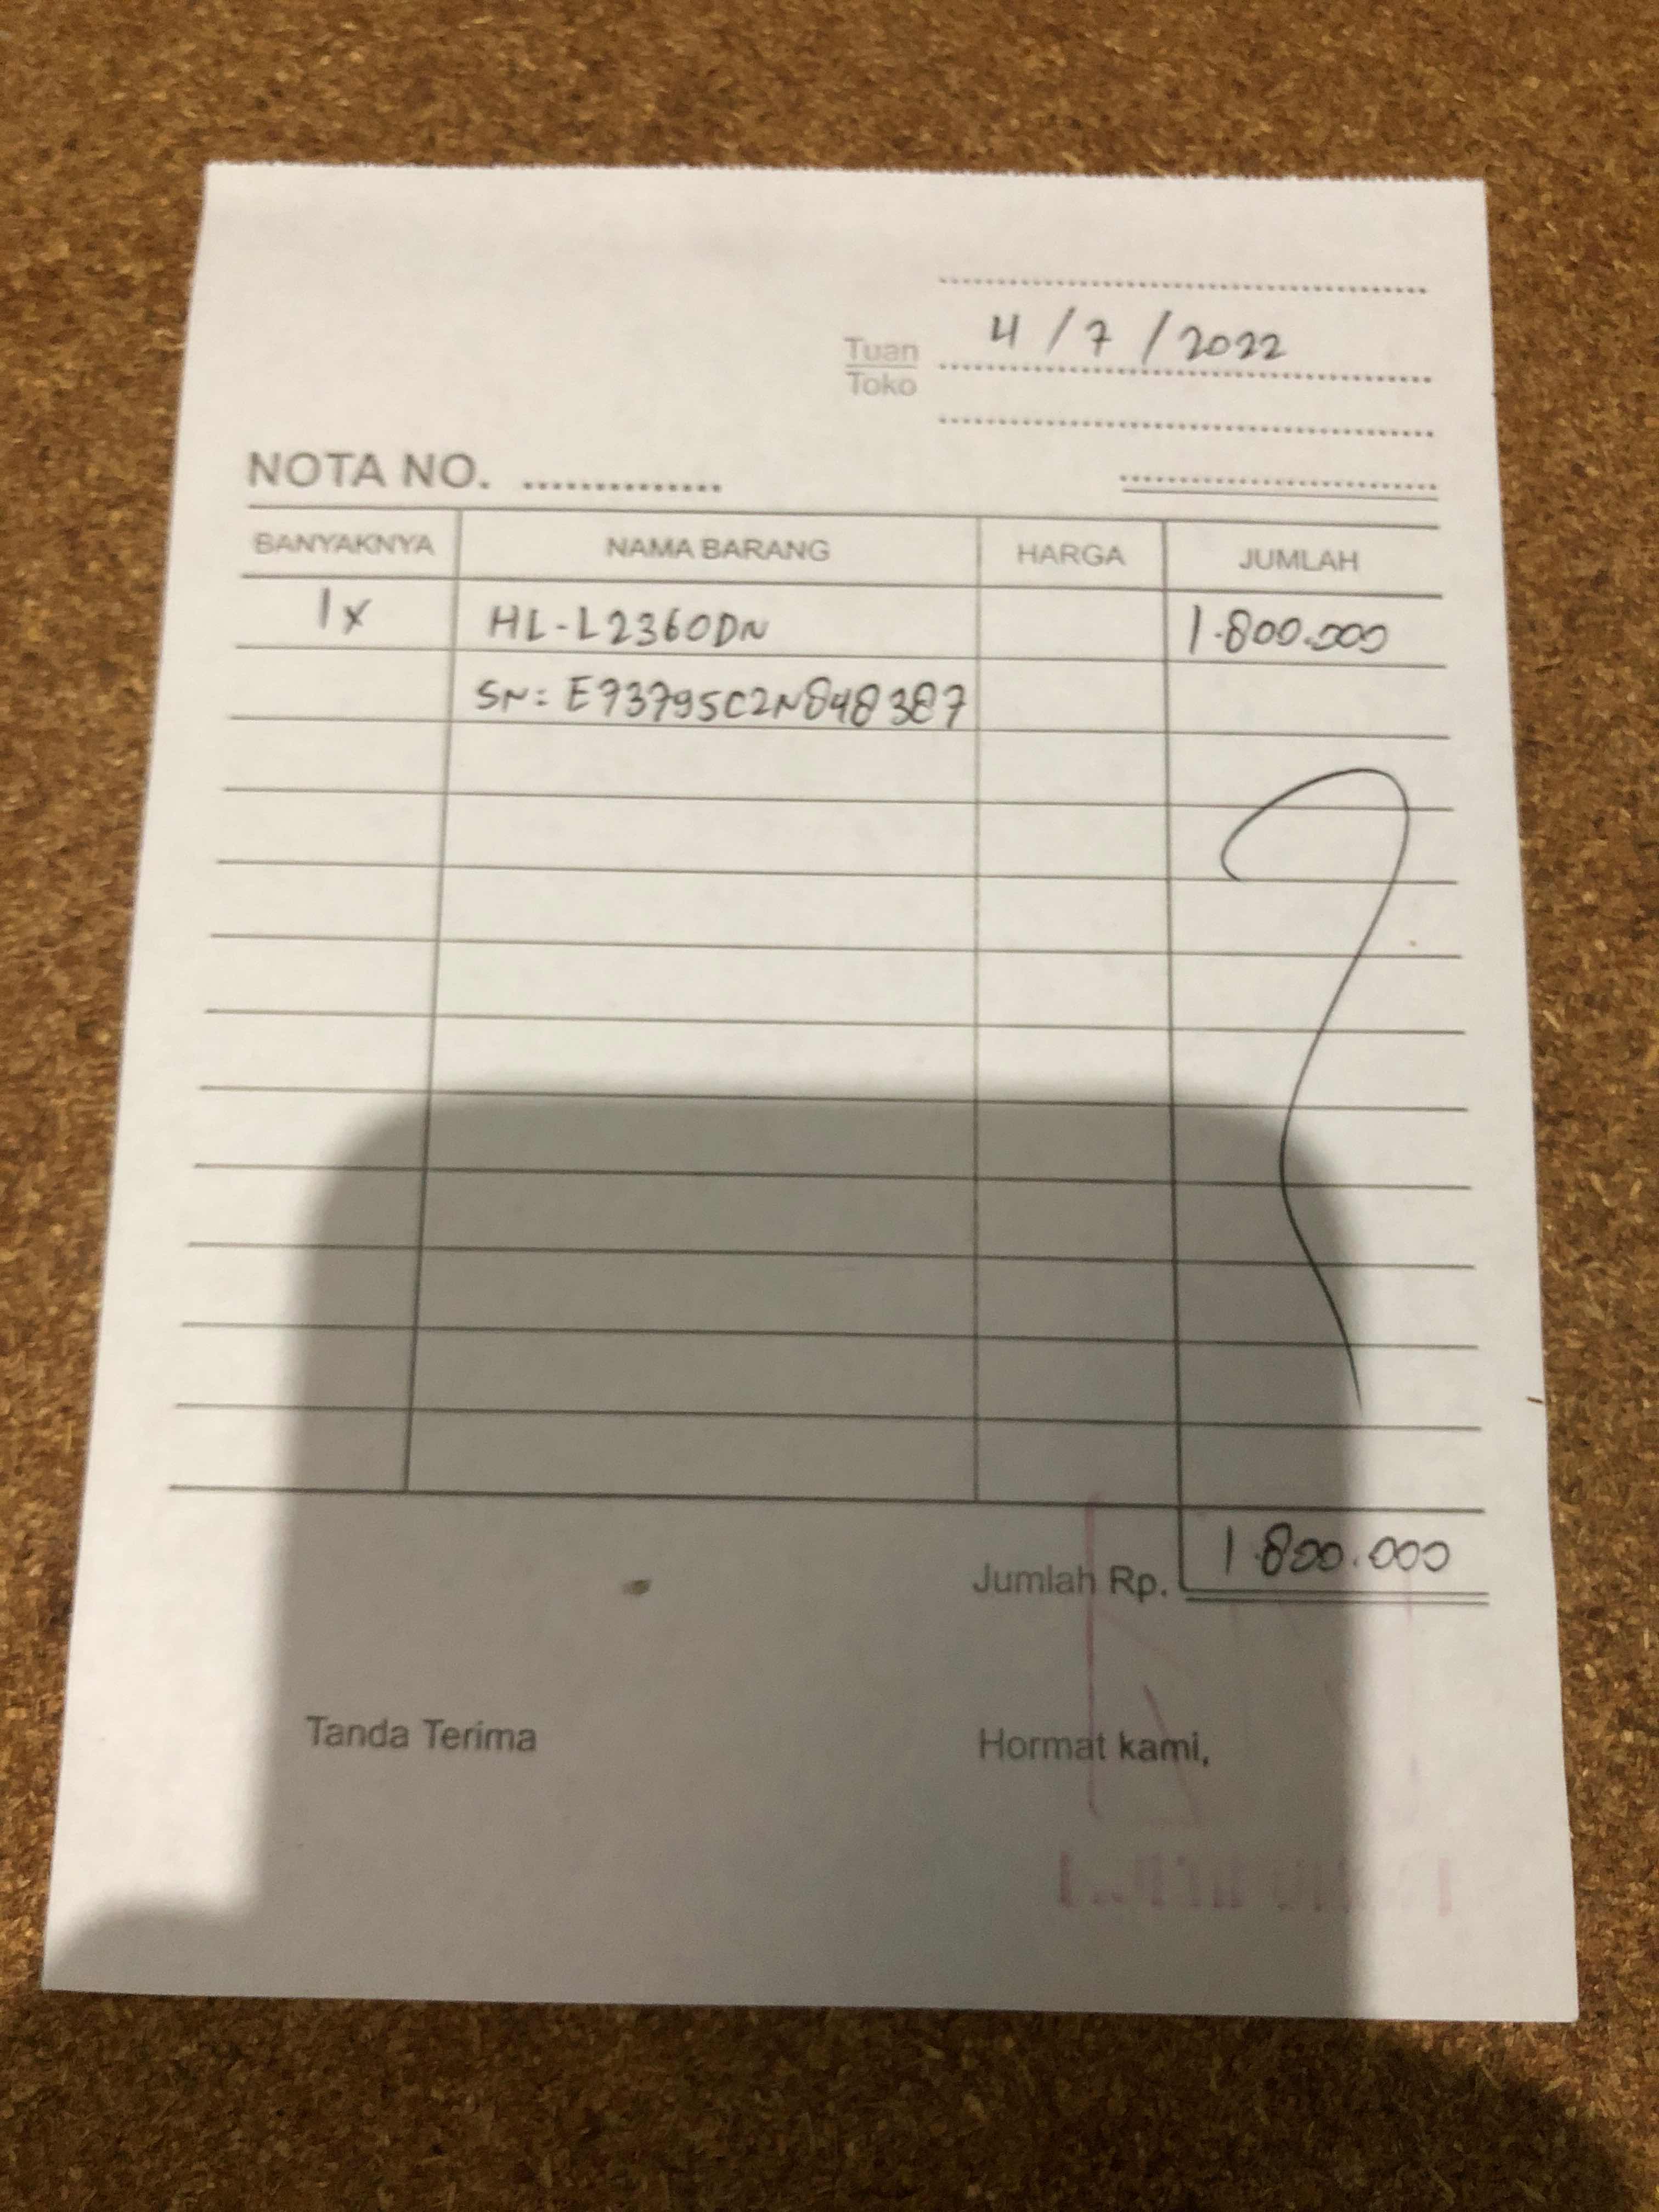 4/7/2022
Tuan
Toko
NOTA NO. ..............
BANYAKNYA NAMA BARANG HARGA JUMLAH
1x HL-L2360DN 1.800.000
SN: E73795C2N848387
Jumlah Rp. 1.800.000
Tanda Terima Hormat kami,